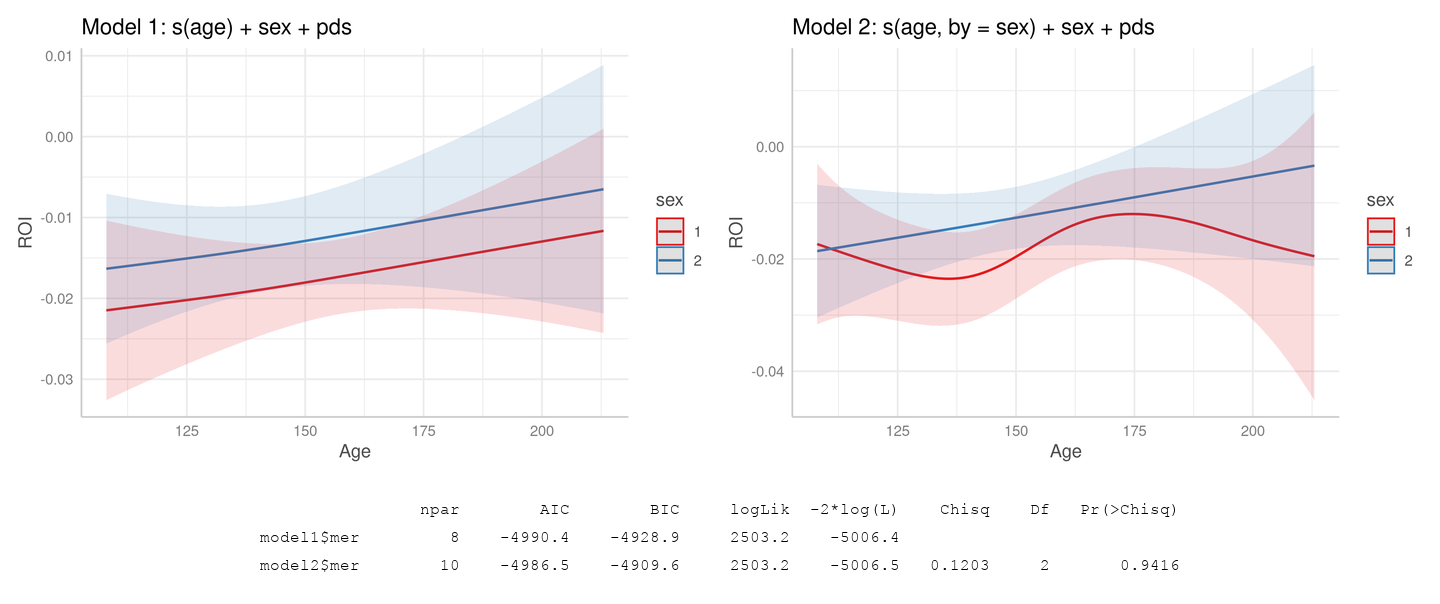 Model 1: s(age) + sex + pds
0.01
0.00
-0.01
-0.02
-0.03
ROI
125 150 175 200
Age
sex
1
2
Model 2: s(age, by = sex) + sex + pds
0.00
-0.02
-0.04
ROI
125 150 175 200
Age
sex
1
2
npar AIC BIC logLik -2*log(L) Chisq Df Pr(>Chisq)
model1$mer 8 -4990.4 -4928.9 2503.2 -5006.4
model2$mer 10 -4986.5 -4909.6 2503.2 -5006.5 0.1203 2 0.9416